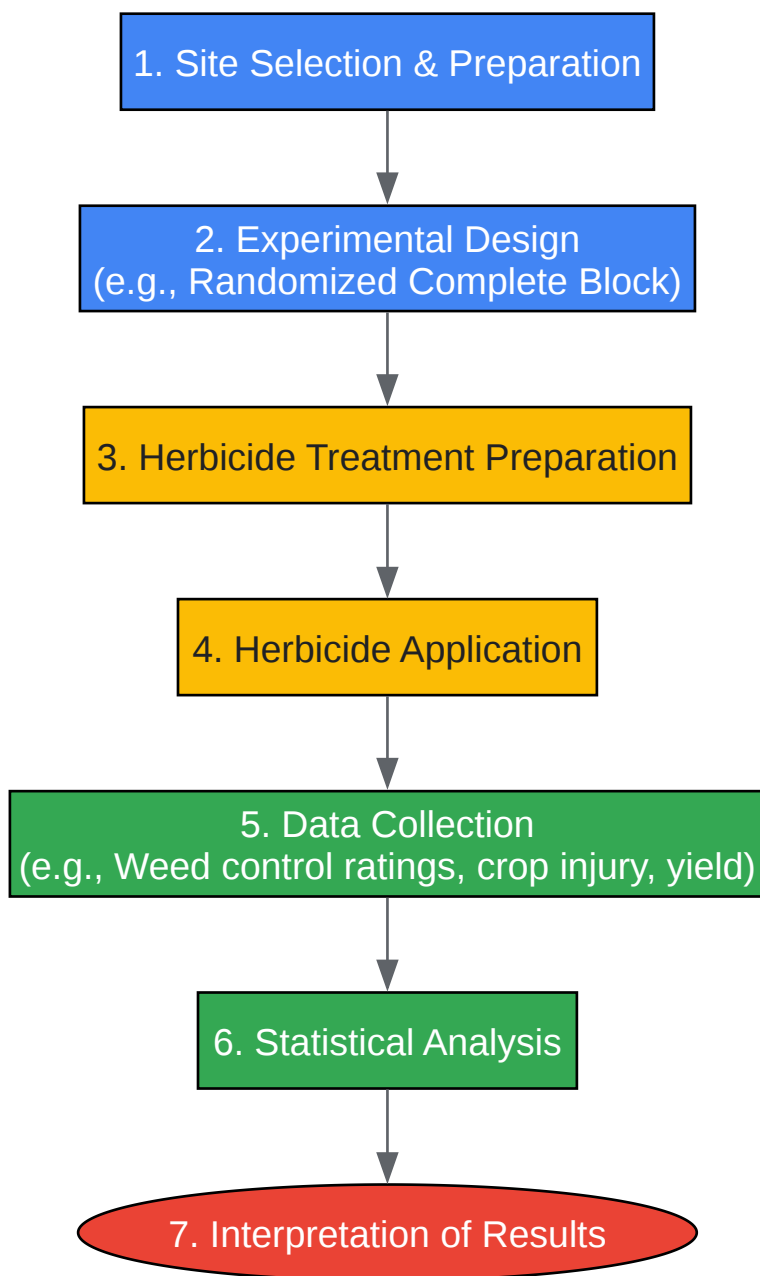 1. Site Selection & Preparation
2. Experimental Design
(e.g., Randomized Complete Block)
3. Herbicide Treatment Preparation
4. Herbicide Application
5. Data Collection
(e.g., Weed control ratings, crop injury, yield)
6. Statistical Analysis
7. Interpretation of Results